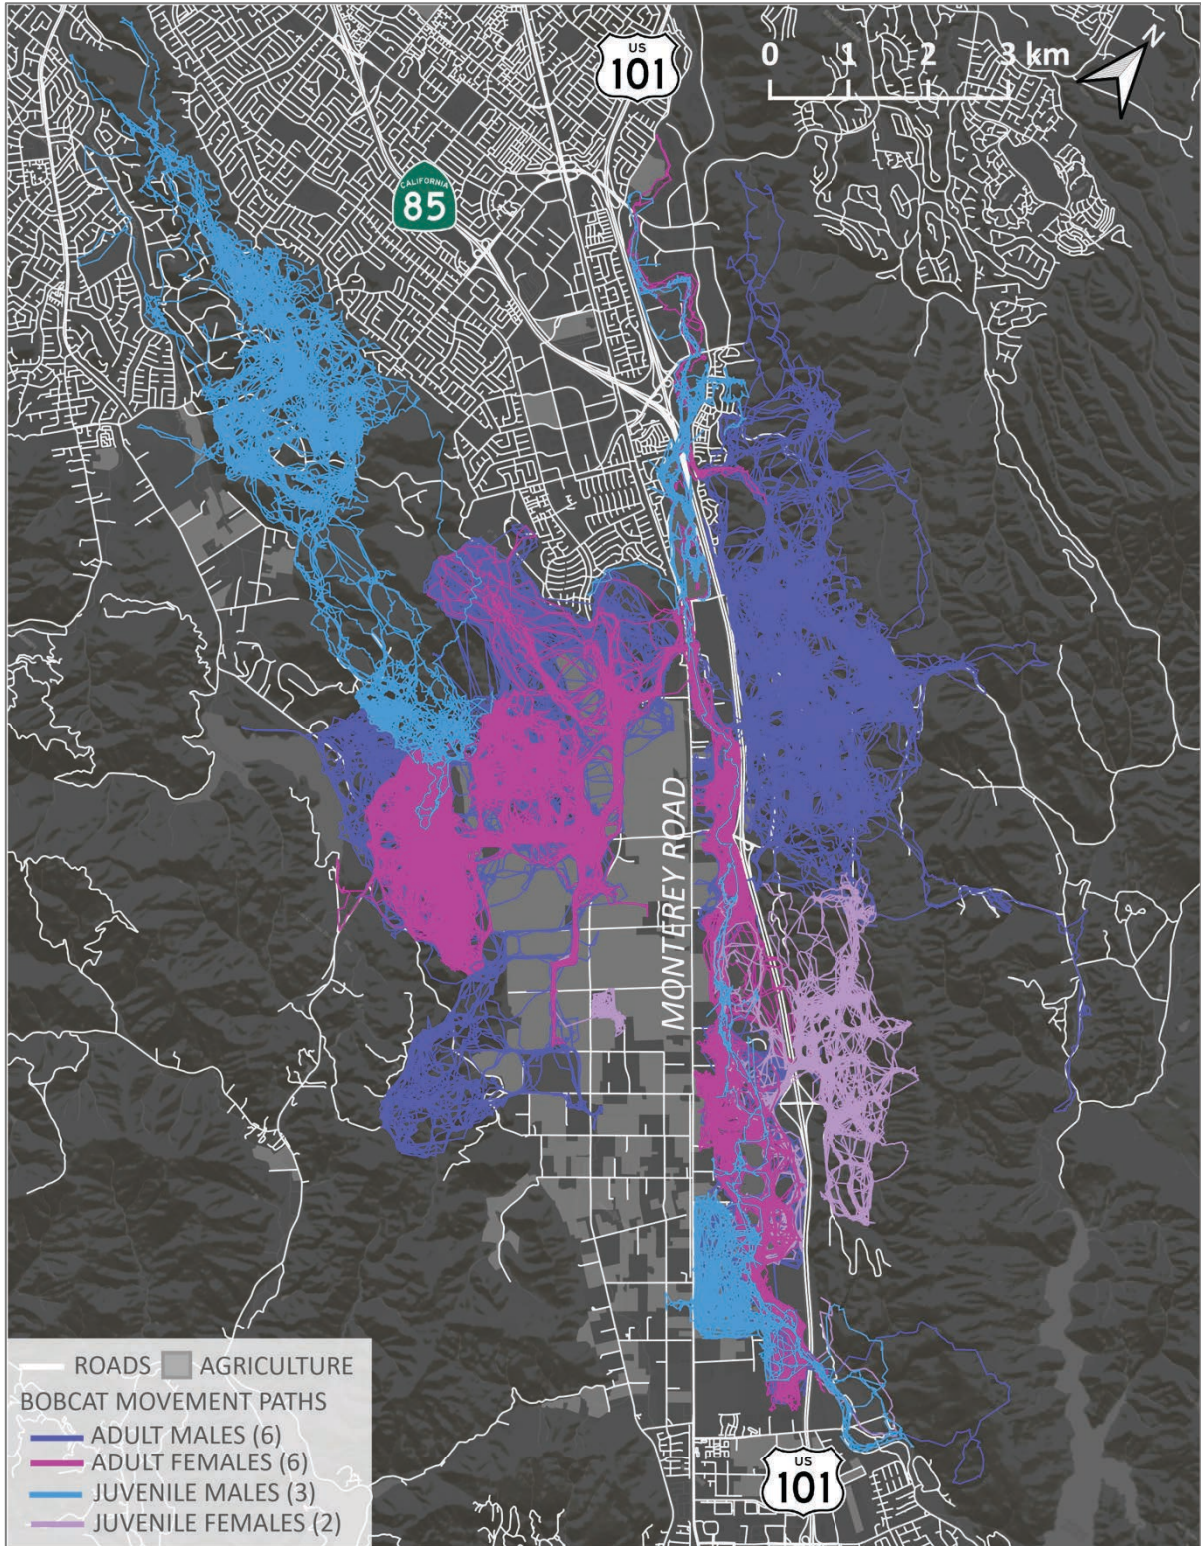 US
101
0 1 2 3 km
N
CALIFORNIA
85
MONTEREY ROAD
ROADS AGRICULTURE
BOBCAT MOVEMENT PATHS
ADULT MALES (6)
ADULT FEMALES (6)
JUVENILE MALES (3)
JUVENILE FEMALES (2)
US
101